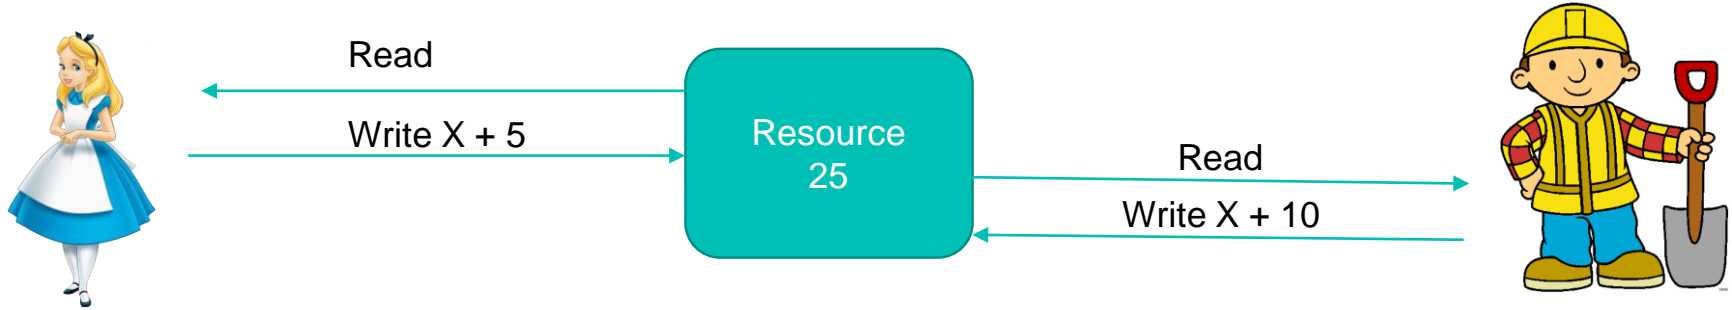 Read
Write X + 5
Resource
25
Read
Write X + 10